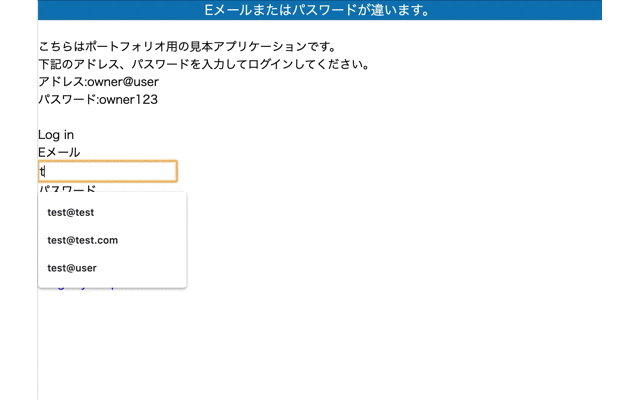 Eメールまたはパスワードが違います。
こちらはポートフォリオ用の見本アプリケーションです。
下記のアドレス、パスワードを入力してログインしてください。
アドレス:owner@user
パスワード:owner123
Log in
Eメール
t
パスワード
test@test
test@test.com
test@user